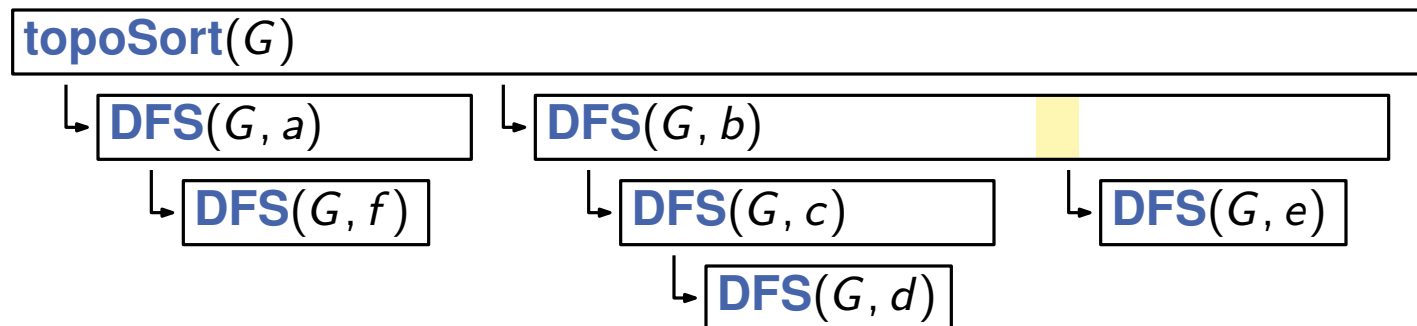 topoSort(G)
DFS(G, a)
DFS(G, b)
DFS(G, f)
DFS(G, c)
DFS(G, e)
DFS(G, d)